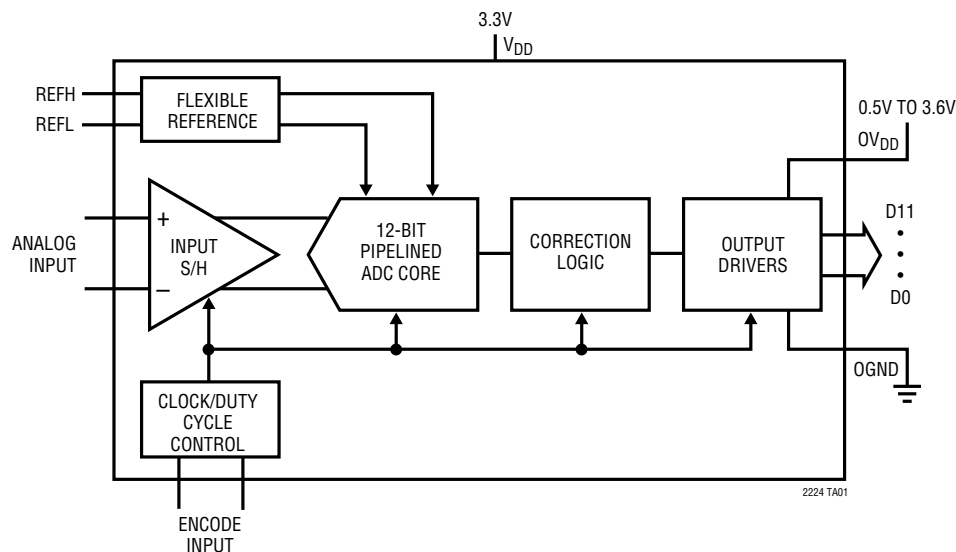 3.3V
VDD
REFH
REFL
FLEXIBLE
REFERENCE
0.5V TO 3.6V
OVDD
ANALOG
INPUT
+
INPUT
S/H
–
12-BIT
PIPELINED
ADC CORE
CORRECTION
LOGIC
OUTPUT
DRIVERS
D11
D0
OGND
CLOCK/DUTY
CYCLE
CONTROL
2224 TA01
ENCODE
INPUT